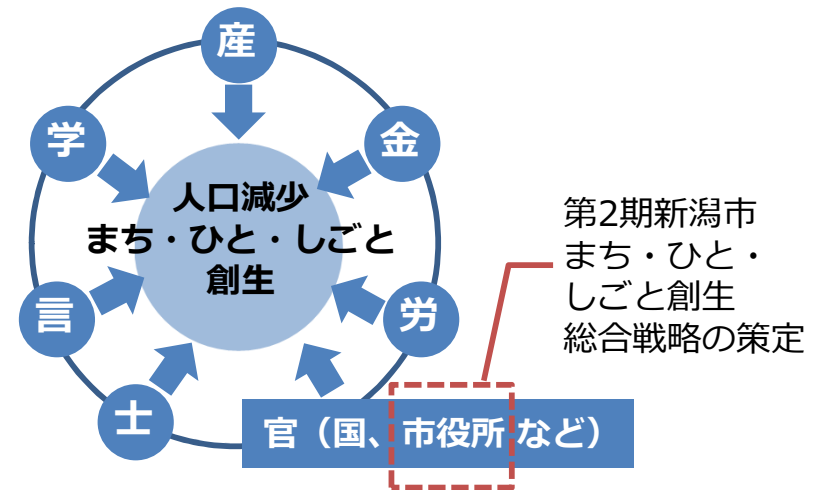 産
学
金
人口減少
まち・ひと・しごと
創生
第2期新潟市
まち・ひと・
しごと創生
総合戦略の策定
言
労
士
官（国、市役所 など）